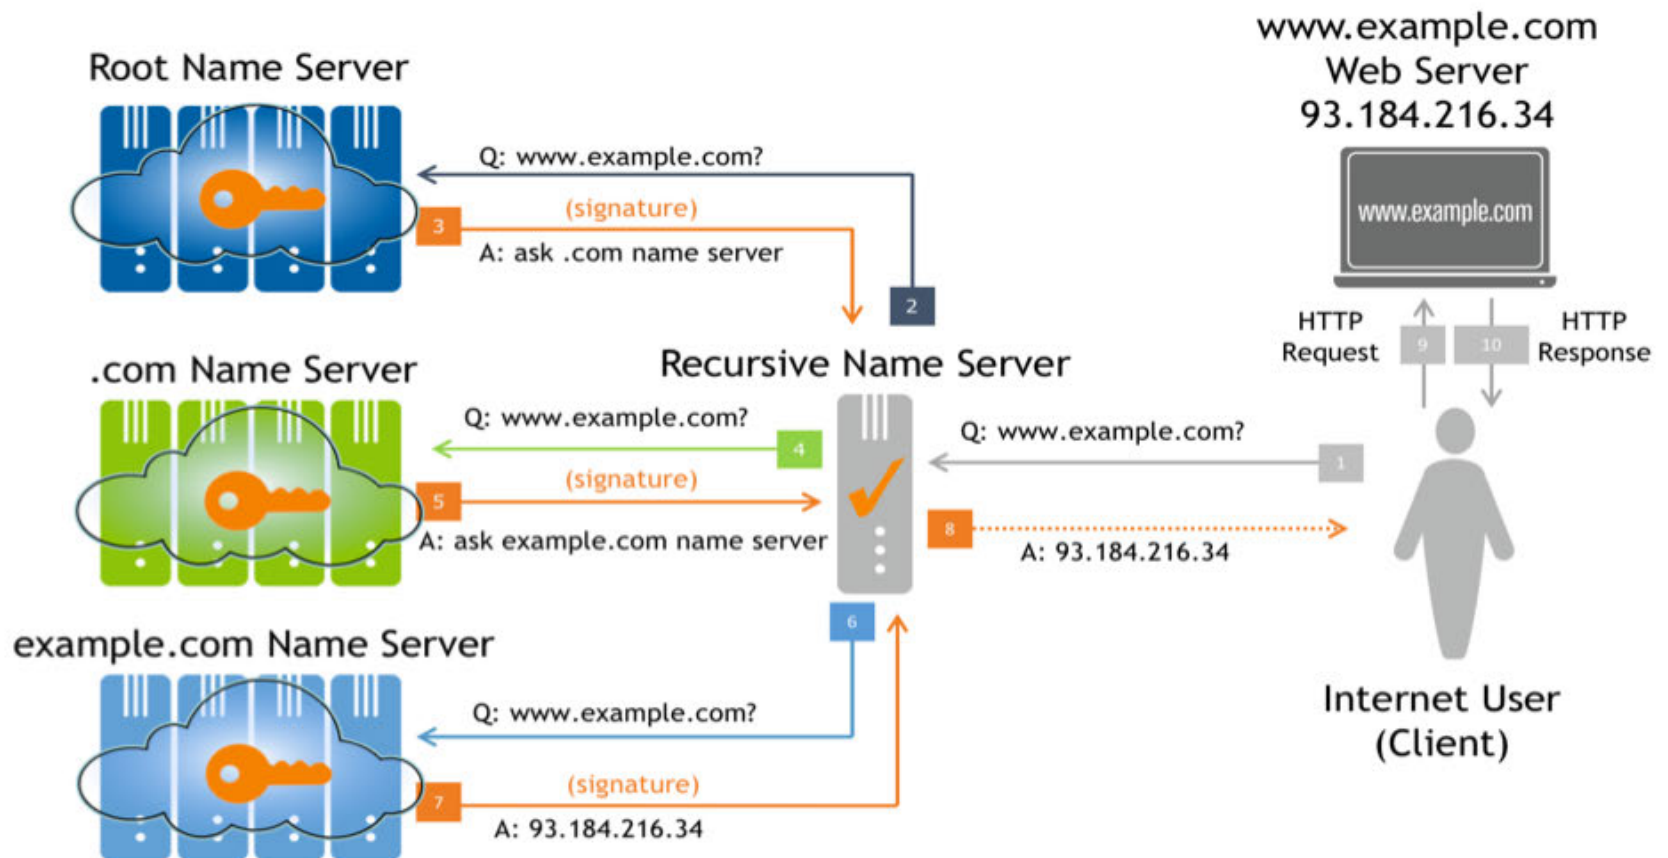 www.example.com
Web Server
93.184.216.34
Root Name Server
Q: www.example.com?
(signature)
3
A: ask .com name server
2
www.example.com
HTTP
Request
9
10
HTTP
Response
.com Name Server
Recursive Name Server
Q: www.example.com?
4
(signature)
5
A: ask example.com name server
Q: www.example.com?
1
8
A: 93.184.216.34
6
example.com Name Server
Q: www.example.com?
(signature)
7
A: 93.184.216.34
Internet User
(Client)